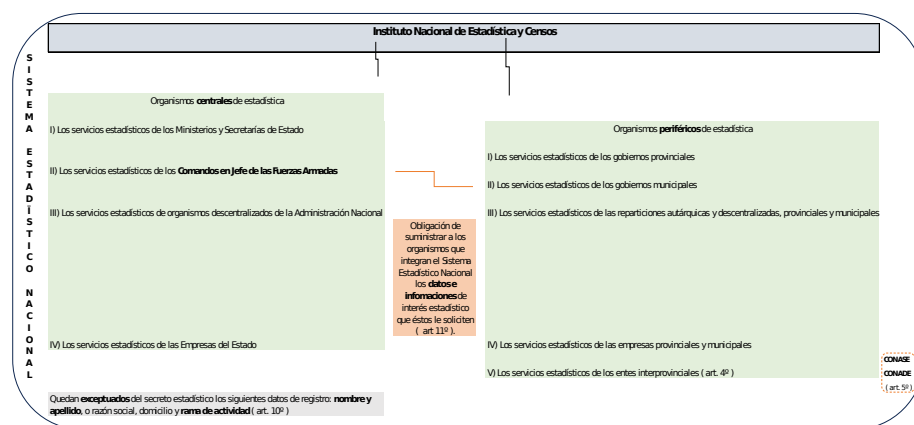 Instituto Nacional de Estadística y Censos
SISTEMA ESTADÍSTICO NACIONAL
Organismos centrales de estadística
I) Los servicios estadísticos de los Ministerios y Secretarías de Estado
II) Los servicios estadísticos de los Comandos en Jefe de las Fuerzas Armadas
III) Los servicios estadísticos de organismos descentralizados de la Administración Nacional
IV) Los servicios estadísticos de las Empresas del Estado
Obligación de
suministrar a los
organismos que
integran el Sistema
Estadístico Nacional
los datos e
infomaciones de
interés estadístico
que éstos le soliciten
( art 11º ).
Organismos periféricos de estadística
I) Los servicios estadísticos de los gobiernos provinciales
II) Los servicios estadísticos de los gobiernos municipales
III) Los servicios estadísticos de las reparticiones autárquicas y descentralizadas, provinciales y municipales
IV) Los servicios estadísticos de las empresas provinciales y municipales
V) Los servicios estadísticos de los entes interprovinciales ( art. 4º )
CONASE
CONADE
( art. 5º )
Quedan exceptuados del secreto estadístico los siguientes datos de registro: nombre y
apellido, o razón social, domicilio y rama de actividad ( art. 10º )